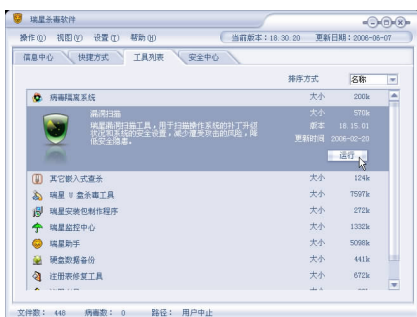 瑞星杀毒软件
操作(O) 视图(V) 设置(T) 帮助(H) 当前版本：18.30.20 更新日期：2006-06-07
信息中心 快捷方式 工具列表 安全中心
排序方式 名称
病毒隔离系统 大小 200k
漏洞扫描 大小 570k
瑞星漏洞扫描工具，用于扫描操作系统的补丁升级 版本 18.15.01
状况和系统的安全设置，减少遭受攻击的风险，降 更新时间 2006-02-20
低安全隐患。
运行
其它嵌入式查杀 大小 124k
瑞星 U 盘杀毒工具 大小 7597k
瑞星安装包制作程序 大小 272k
瑞星监控中心 大小 1332k
瑞星助手 大小 5098k
硬盘数据备份 大小 441k
注册表修复工具 大小 672k
文件数： 448 病毒数： 0 路径： 用户中止